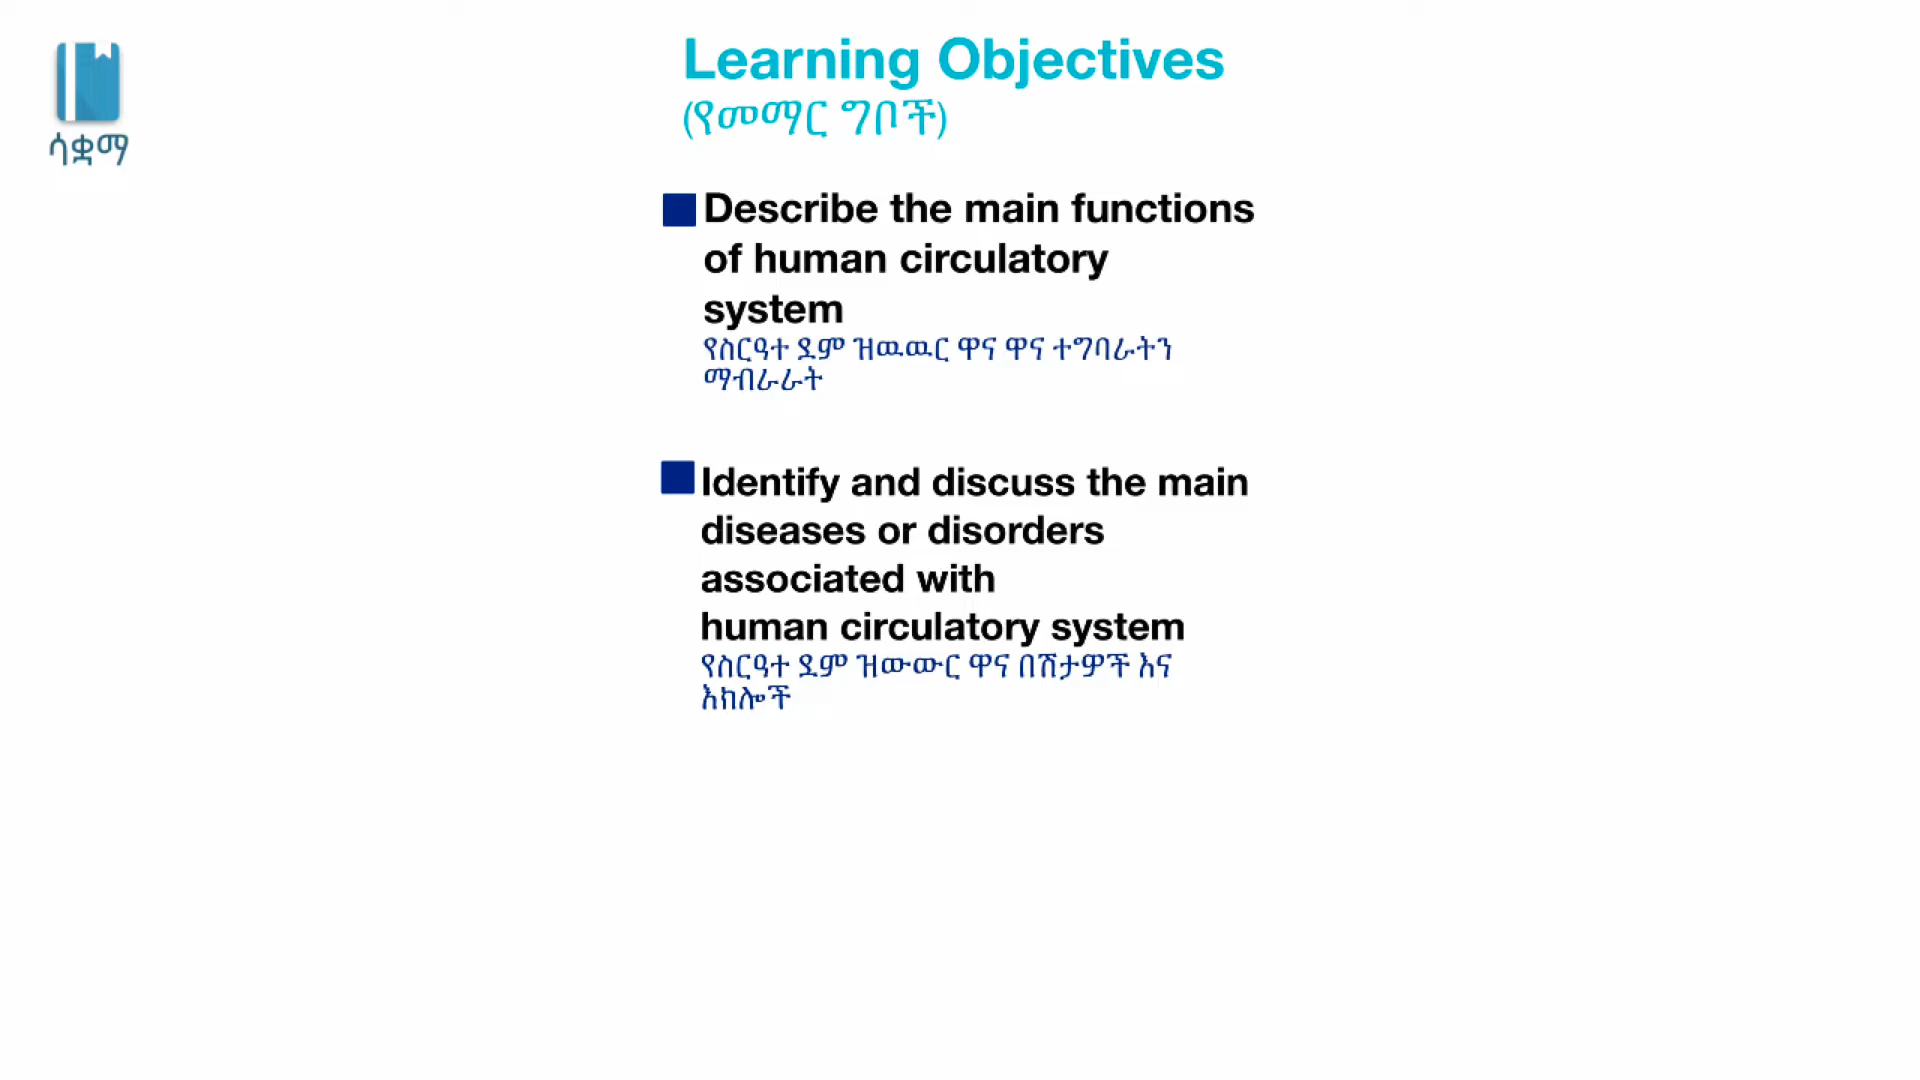 ሳቋማ
Learning Objectives
(የመማር ግቦች)
Describe the main functions
of human circulatory
system
የስርዓተ ደም ዝዉዉር ዋና ዋና ተግባራትን
ማብራራት
Identify and discuss the main
diseases or disorders
associated with
human circulatory system
የስርዓተ ደም ዝውውር ዋና በሽታዎች እና
እክሎች